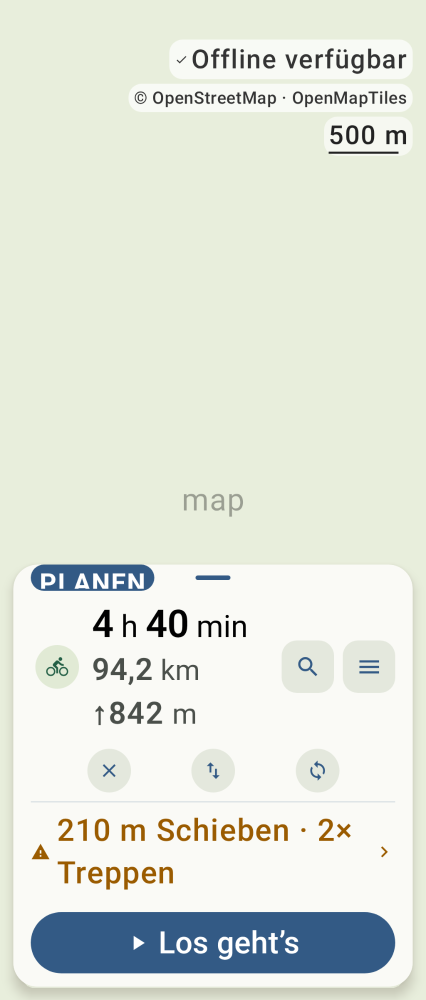 Offline verfügbar
© OpenStreetMap · OpenMapTiles
500 m
map
PLANEN
4 h 40 min
94,2 km
↑842 m
210 m Schieben · 2×
Treppen
Los geht’s